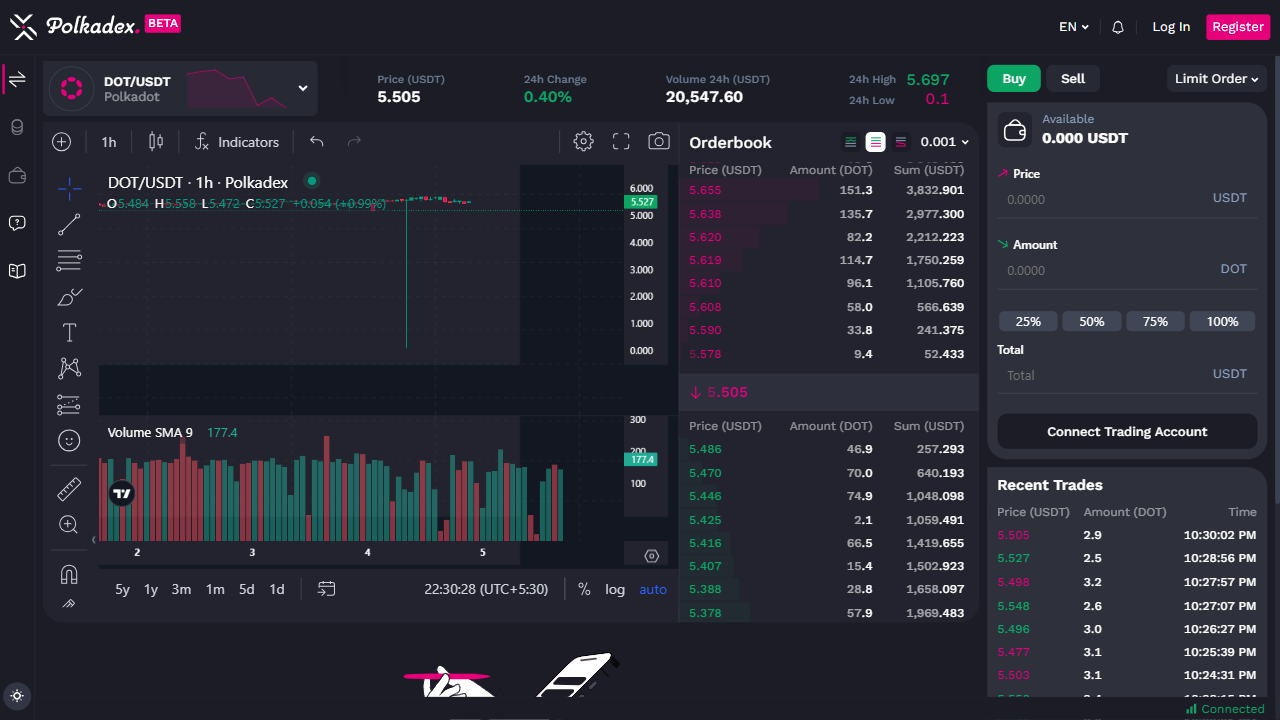 Polkadex. BETA
EN
Log In
Register
DOT/USDT
Polkadot
Price (USDT)
5.505
24h Change
0.40%
Volume 24h (USDT)
20,547.60
24h High 5.697
24h Low 0.1
Buy
Sell
Limit Order
Available
0.000 USDT
Price
0.0000 USDT
Amount
0.0000 DOT
25% 50% 75% 100%
Total
Total USDT
Connect Trading Account
1h
Indicators
DOT/USDT · 1h · Polkadex
O5.484 H5.558 L5.472 C5.527 +0.054 (+0.99%)
6.000
5.527
5.000
4.000
3.000
2.000
1.000
0.000
Volume SMA 9 177.4
300
200
177.4
100
2 3 4 5
5y 1y 3m 1m 5d 1d
22:30:28 (UTC+5:30)
% log auto
Orderbook
0.001
Price (USDT) Amount (DOT) Sum (USDT)
5.655 151.3 3,832.901
5.638 135.7 2,977.300
5.620 82.2 2,212.223
5.619 114.7 1,750.259
5.610 96.1 1,105.760
5.608 58.0 566.639
5.590 33.8 241.375
5.578 9.4 52.433
5.505
Price (USDT) Amount (DOT) Sum (USDT)
5.486 46.9 257.293
5.470 70.0 640.193
5.446 74.9 1,048.098
5.425 2.1 1,059.491
5.416 66.5 1,419.655
5.407 15.4 1,502.923
5.388 28.8 1,658.097
5.378 57.9 1,969.483
Recent Trades
Price (USDT) Amount (DOT) Time
5.505 2.9 10:30:02 PM
5.527 2.5 10:28:56 PM
5.498 3.2 10:27:57 PM
5.548 2.6 10:27:07 PM
5.496 3.0 10:26:27 PM
5.477 3.1 10:25:39 PM
5.503 3.1 10:24:31 PM
Connected